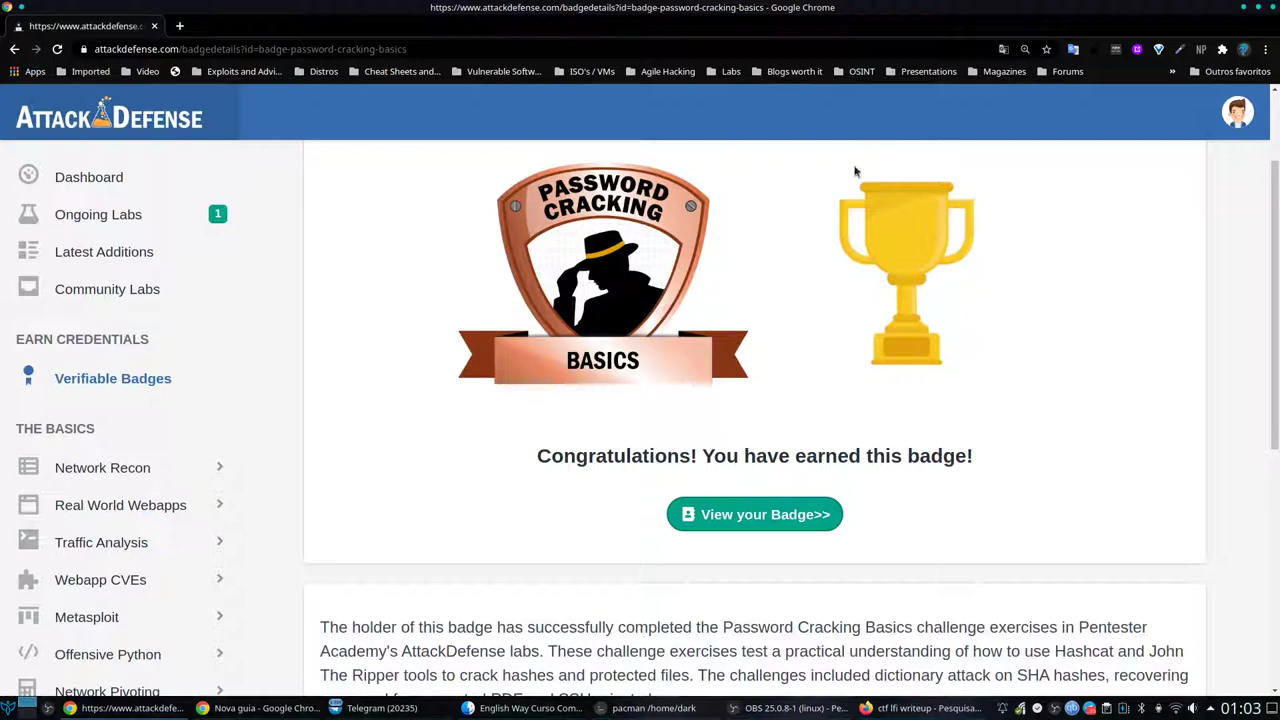 https://www.attackdefense.com/badgedetails?id=badge-password-cracking-basics - Google Chrome
https://www.attackdefense.c
attackdefense.com/badgedetails?id=badge-password-cracking-basics
Apps Imported Video Exploits and Advi... Distros Cheat Sheets and... Vulnerable Softw... ISO's / VMs Agile Hacking Labs Blogs worth it OSINT Presentations Magazines Forums » Outros favoritos
ATTACK DEFENSE
Dashboard
Ongoing Labs 1
Latest Additions
Community Labs
EARN CREDENTIALS
Verifiable Badges
THE BASICS
Network Recon
Real World Webapps
Traffic Analysis
Webapp CVEs
Metasploit
Offensive Python
Network Pivoting
PASSWORD
CRACKING
BASICS
Congratulations! You have earned this badge!
View your Badge>>
The holder of this badge has successfully completed the Password Cracking Basics challenge exercises in Pentester
Academy's AttackDefense labs. These challenge exercises test a practical understanding of how to use Hashcat and John
The Ripper tools to crack hashes and protected files. The challenges included dictionary attack on SHA hashes, recovering
https://www.attackdefe... Nova guia - Google Chro... Telegram (20235) English Way Curso Com... pacman /home/dark OBS 25.0.8-1 (linux) - Pe... ctf lfi writeup - Pesquisa... 01:03